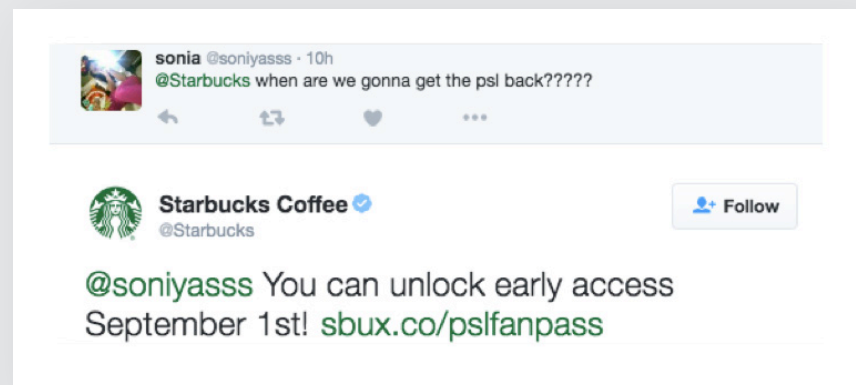 sonia @soniyasss · 10h
@Starbucks when are we gonna get the psl back?????
Starbucks Coffee
@Starbucks
Follow
@soniyasss You can unlock early access
September 1st! sbux.co/pslfanpass